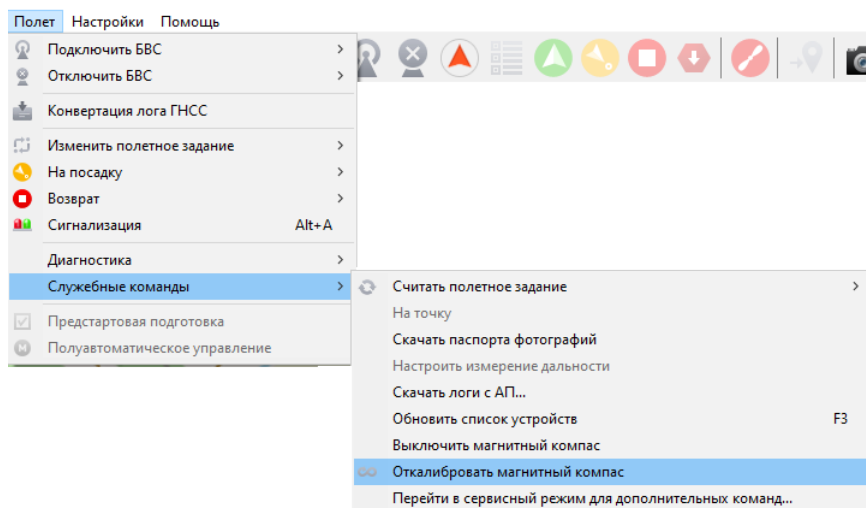 Полет Настройки Помощь
Подключить БВС
Отключить БВС
Конвертация лога ГНСС
Изменить полетное задание
На посадку
Возврат
Сигнализация Alt+A
Диагностика
Служебные команды
Предстартовая подготовка
Полуавтоматическое управление
Считать полетное задание
На точку
Скачать паспорта фотографий
Настроить измерение дальности
Скачать логи с АП...
Обновить список устройств F3
Выключить магнитный компас
Откалибровать магнитный компас
Перейти в сервисный режим для дополнительных команд...